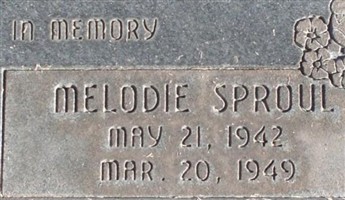 IN MEMORY
MELODIE SPROUL
MAY 21, 1942
MAR. 20, 1949